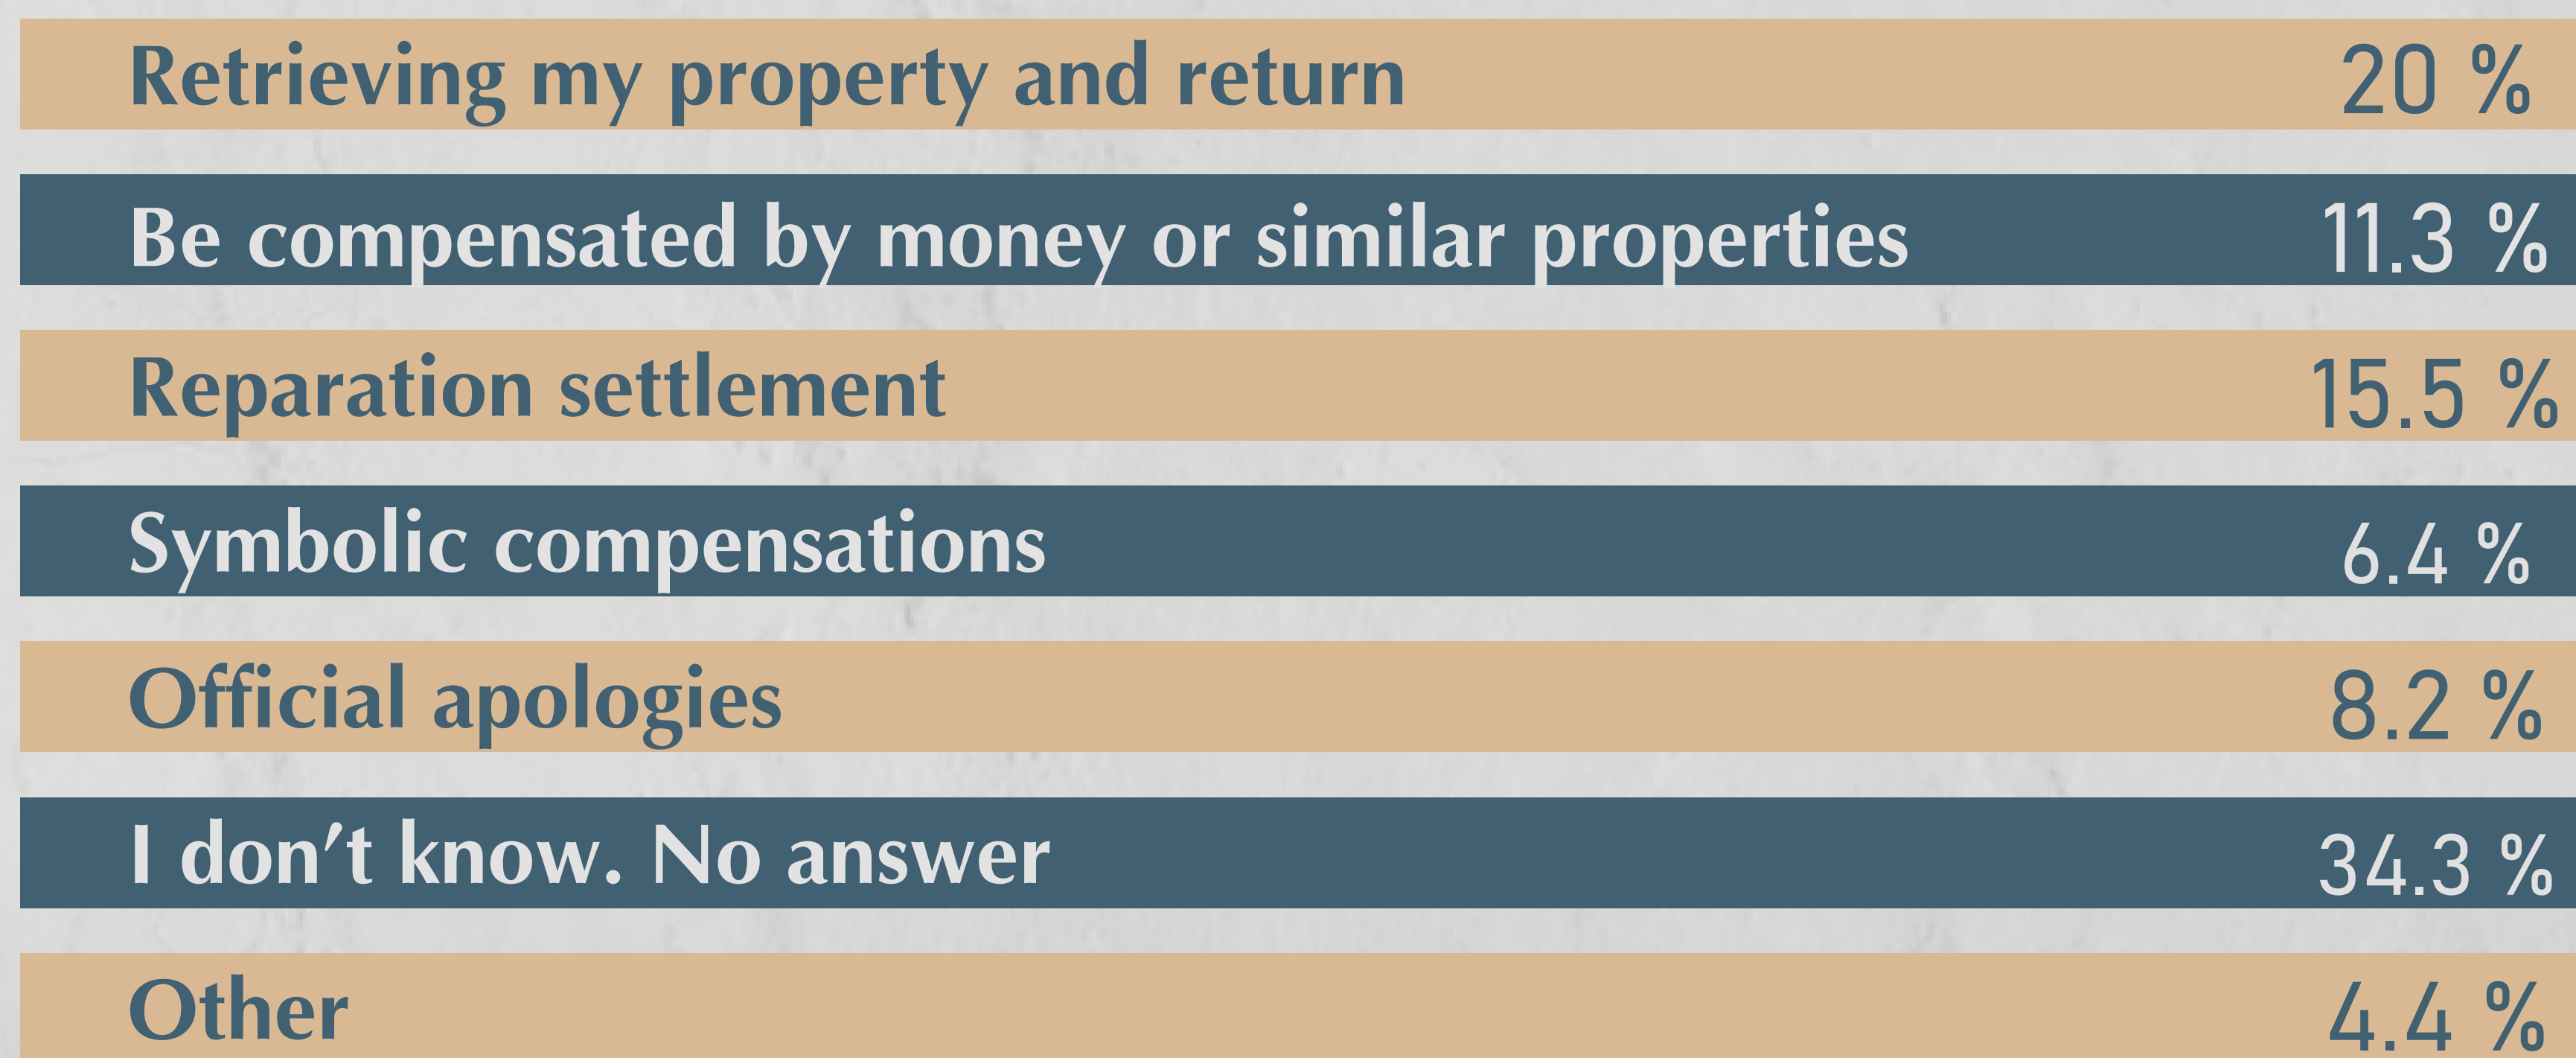 Retrieving my property and return 20 %
Be compensated by money or similar properties 11.3 %
Reparation settlement 15.5 %
Symbolic compensations 6.4 %
Official apologies 8.2 %
I don’t know. No answer 34.3 %
Other 4.4 %